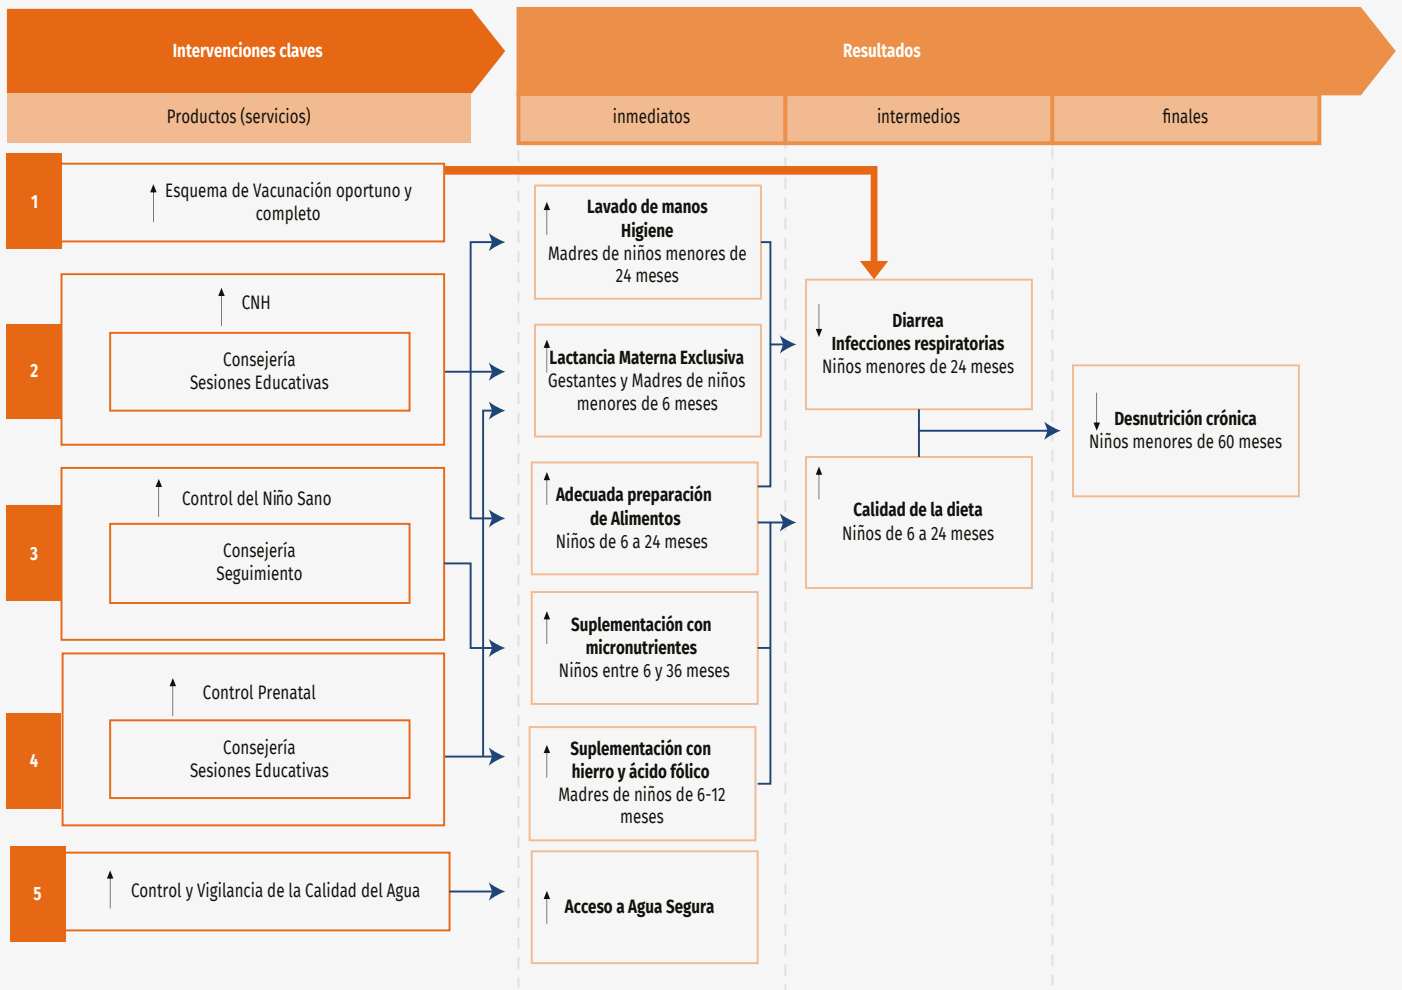 Intervenciones claves
Resultados
Productos (servicios)
inmediatos
intermedios
finales
1
Esquema de Vacunación oportuno y
completo
2
CNH
Consejería
Sesiones Educativas
3
Control del Niño Sano
Consejería
Seguimiento
4
Control Prenatal
Consejería
Sesiones Educativas
5
Control y Vigilancia de la Calidad del Agua
Lavado de manos
Higiene
Madres de niños menores de
24 meses
Lactancia Materna Exclusiva
Gestantes y Madres de niños
menores de 6 meses
Adecuada preparación
de Alimentos
Niños de 6 a 24 meses
Suplementación con
micronutrientes
Niños entre 6 y 36 meses
Suplementación con
hierro y ácido fólico
Madres de niños de 6-12
meses
Acceso a Agua Segura
Diarrea
Infecciones respiratorias
Niños menores de 24 meses
Calidad de la dieta
Niños de 6 a 24 meses
Desnutrición crónica
Niños menores de 60 meses